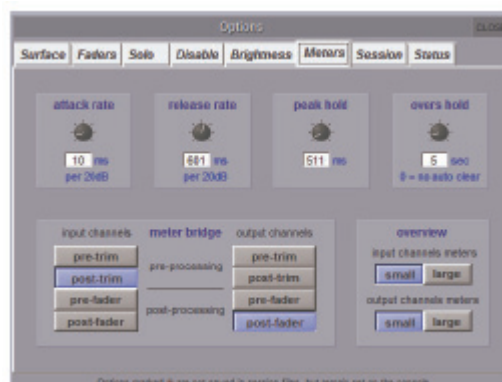 Options
CLOSE
Surface Faders Solo Disable Brightness Meters Session Status
attack rate
10 ms
per 20dB
release rate
601 ms
per 20dB
peak hold
511 ms
overs hold
5 sec
0 = no auto clear
input channels
meter bridge
output channels
pre-trim
post-trim
pre-fader
post-fader
pre-processing
post-processing
pre-trim
post-trim
pre-fader
post-fader
overview
input channels meters
small large
output channels meters
small large